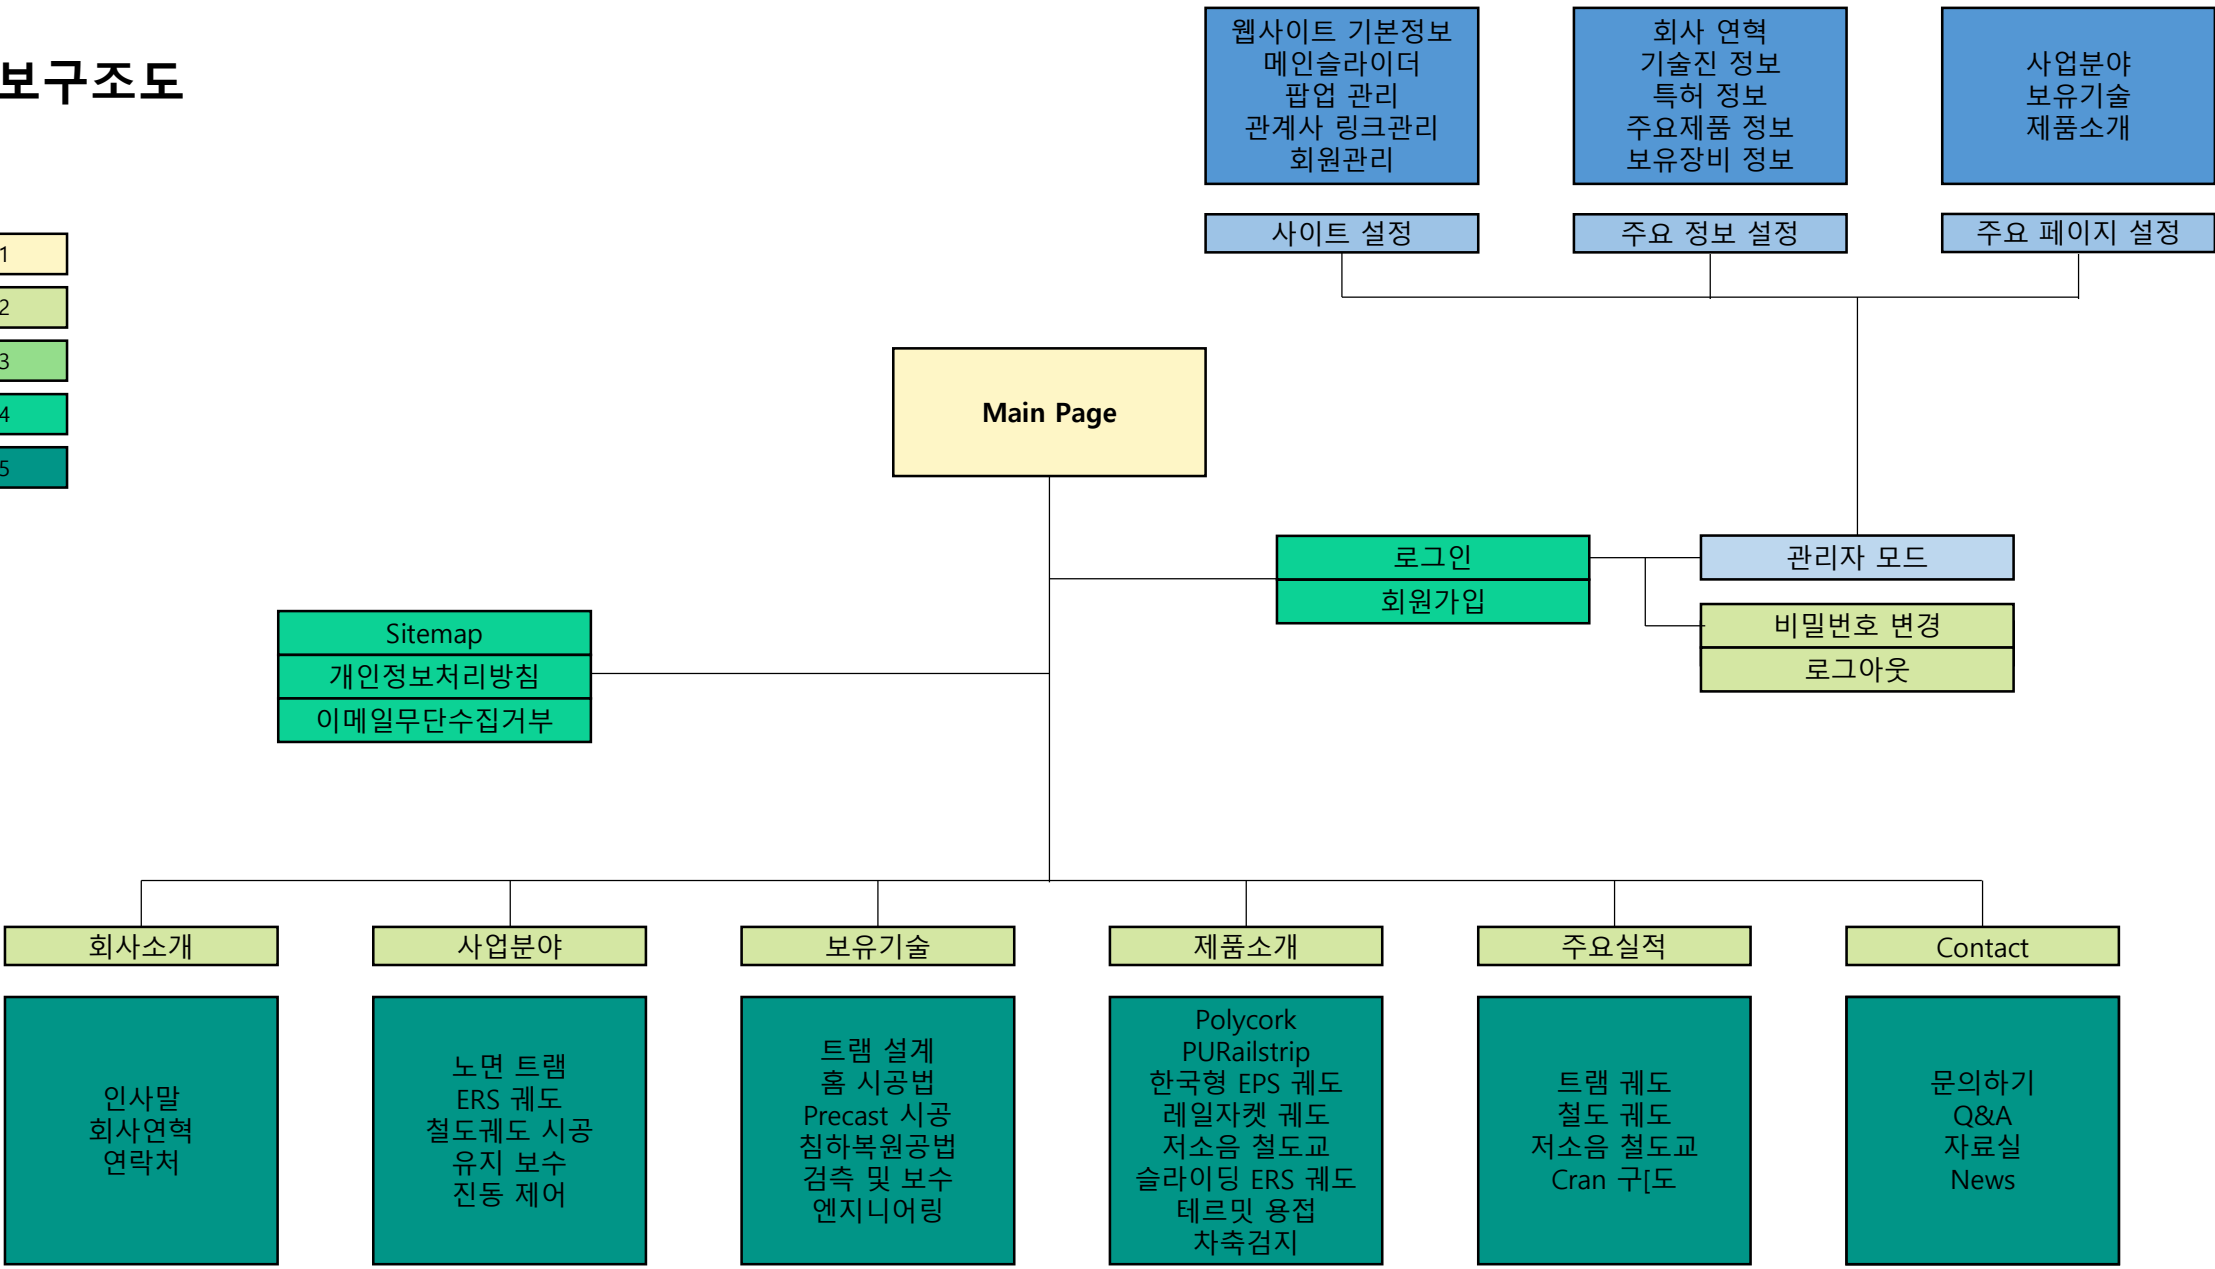 보구조도
1
2
3
4
5
웹사이트 기본정보
메인슬라이더
팝업 관리
관계사 링크관리
회원관리
회사 연혁
기술진 정보
특허 정보
주요제품 정보
보유장비 정보
사업분야
보유기술
제품소개
사이트 설정
주요 정보 설정
주요 페이지 설정
Main Page
로그인
회원가입
관리자 모드
비밀번호 변경
로그아웃
Sitemap
개인정보처리방침
이메일무단수집거부
회사소개
사업분야
보유기술
제품소개
주요실적
Contact
인사말
회사연혁
연락처
노면 트램
ERS 궤도
철도궤도 시공
유지 보수
진동 제어
트램 설계
홈 시공법
Precast 시공
침하복원공법
검측 및 보수
엔지니어링
Polycork
PURailstrip
한국형 EPS 궤도
레일자켓 궤도
저소음 철도교
슬라이딩 ERS 궤도
테르밋 용접
차축검지
트램 궤도
철도 궤도
저소음 철도교
Cran 구[도
문의하기
Q&A
자료실
News